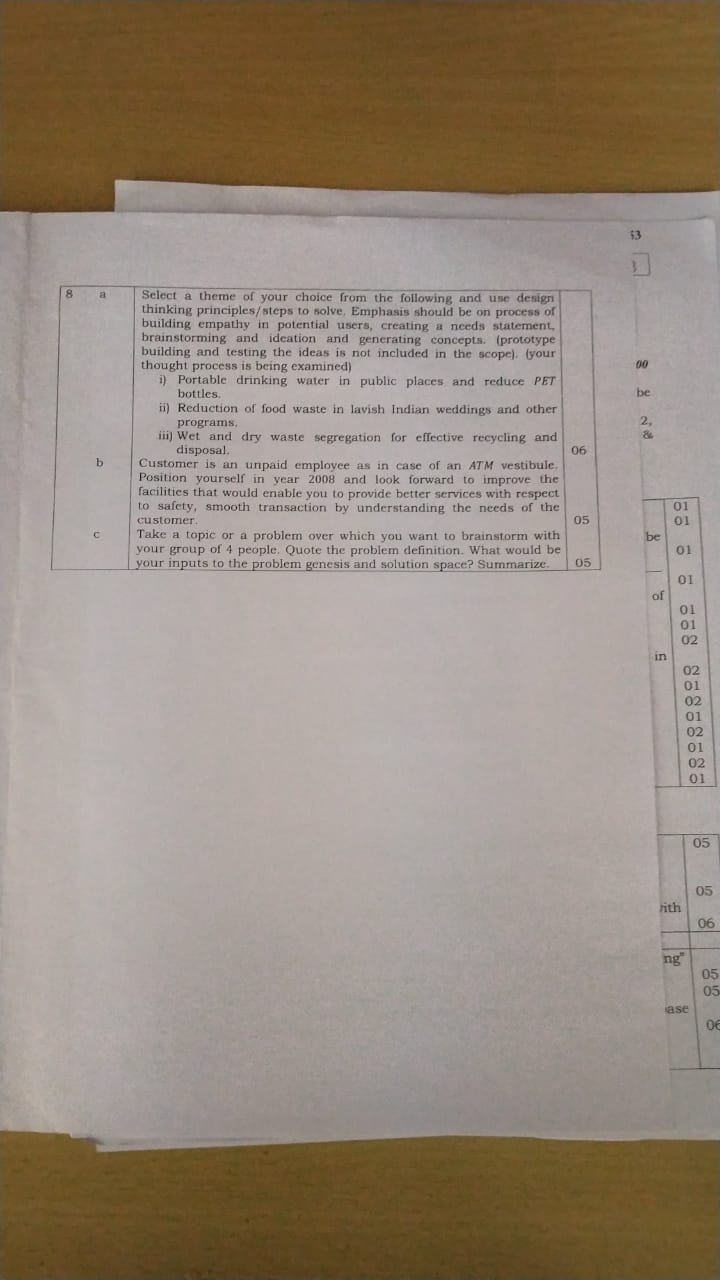 53
3
8 a Select a theme of your choice from the following and use design
thinking principles/steps to solve. Emphasis should be on process of
building empathy in potential users, creating a needs statement,
brainstorming and ideation and generating concepts. (prototype
building and testing the ideas is not included in the scope). (your
thought process is being examined)
i) Portable drinking water in public places and reduce PET
bottles.
ii) Reduction of food waste in lavish Indian weddings and other
programs.
iii) Wet and dry waste segregation for effective recycling and
disposal. 06
b Customer is an unpaid employee as in case of an ATM vestibule.
Position yourself in year 2008 and look forward to improve the
facilities that would enable you to provide better services with respect
to safety, smooth transaction by understanding the needs of the
customer. 05
c Take a topic or a problem over which you want to brainstorm with
your group of 4 people. Quote the problem definition. What would be
your inputs to the problem genesis and solution space? Summarize. 05
00
be
2,
&
01
01
be
01
01
of
01
01
02
in
02
01
02
01
02
01
02
01
05
05
with
06
ng"
05
05
ase
06